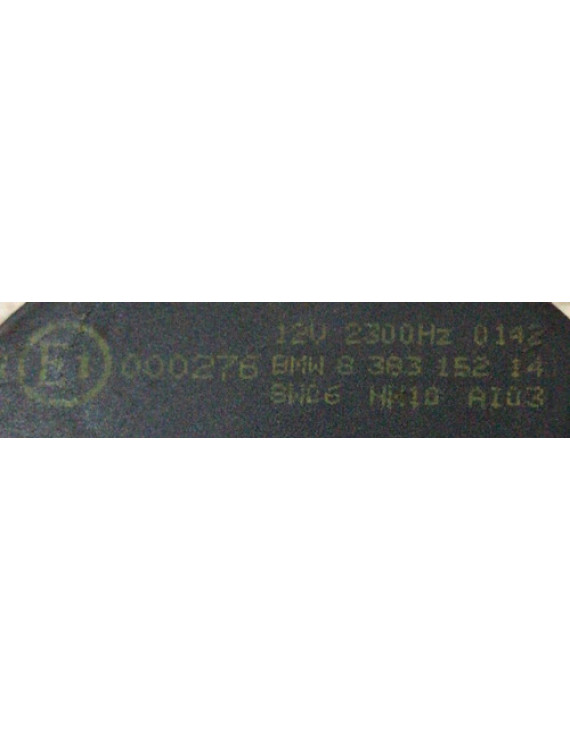 12V 2300Hz 0142
E1 000276 BMW 8 383 152 14
SW06 HW10 AI03